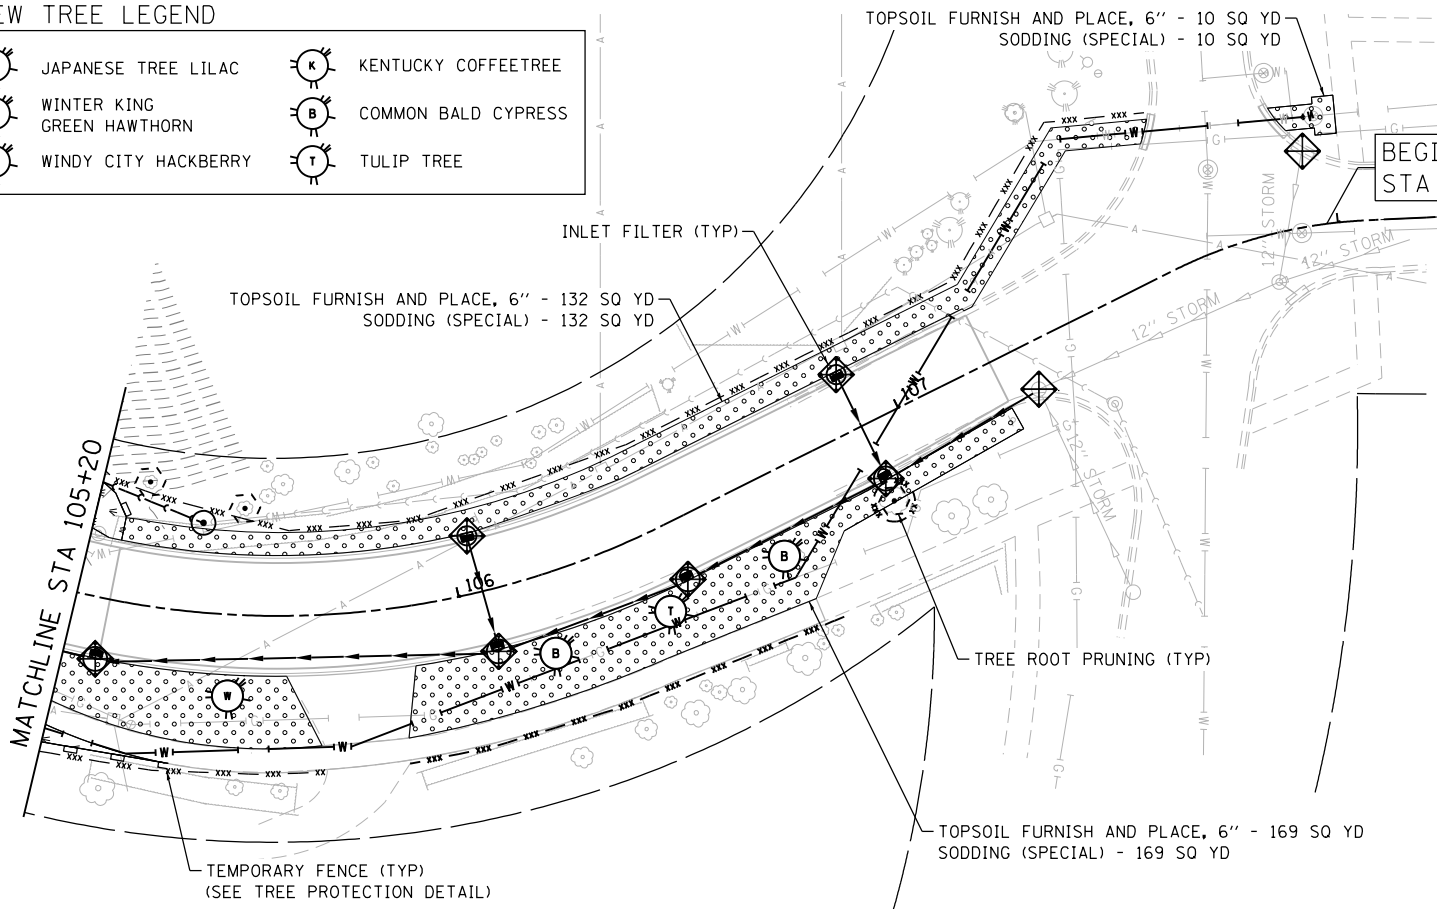 EW TREE LEGEND
JAPANESE TREE LILAC
WINTER KING
GREEN HAWTHORN
WINDY CITY HACKBERRY
K KENTUCKY COFFEETREE
B COMMON BALD CYPRESS
T TULIP TREE
TOPSOIL FURNISH AND PLACE, 6" - 10 SQ YD
SODDING (SPECIAL) - 10 SQ YD
BEGI
STA
INLET FILTER (TYP)
TOPSOIL FURNISH AND PLACE, 6" - 132 SQ YD
SODDING (SPECIAL) - 132 SQ YD
12" STORM
12" STORM
12" STORM
12" STORM
107
106
MATCHLINE STA 105+20
B
T
B
W
TREE ROOT PRUNING (TYP)
TOPSOIL FURNISH AND PLACE, 6" - 169 SQ YD
SODDING (SPECIAL) - 169 SQ YD
TEMPORARY FENCE (TYP)
(SEE TREE PROTECTION DETAIL)